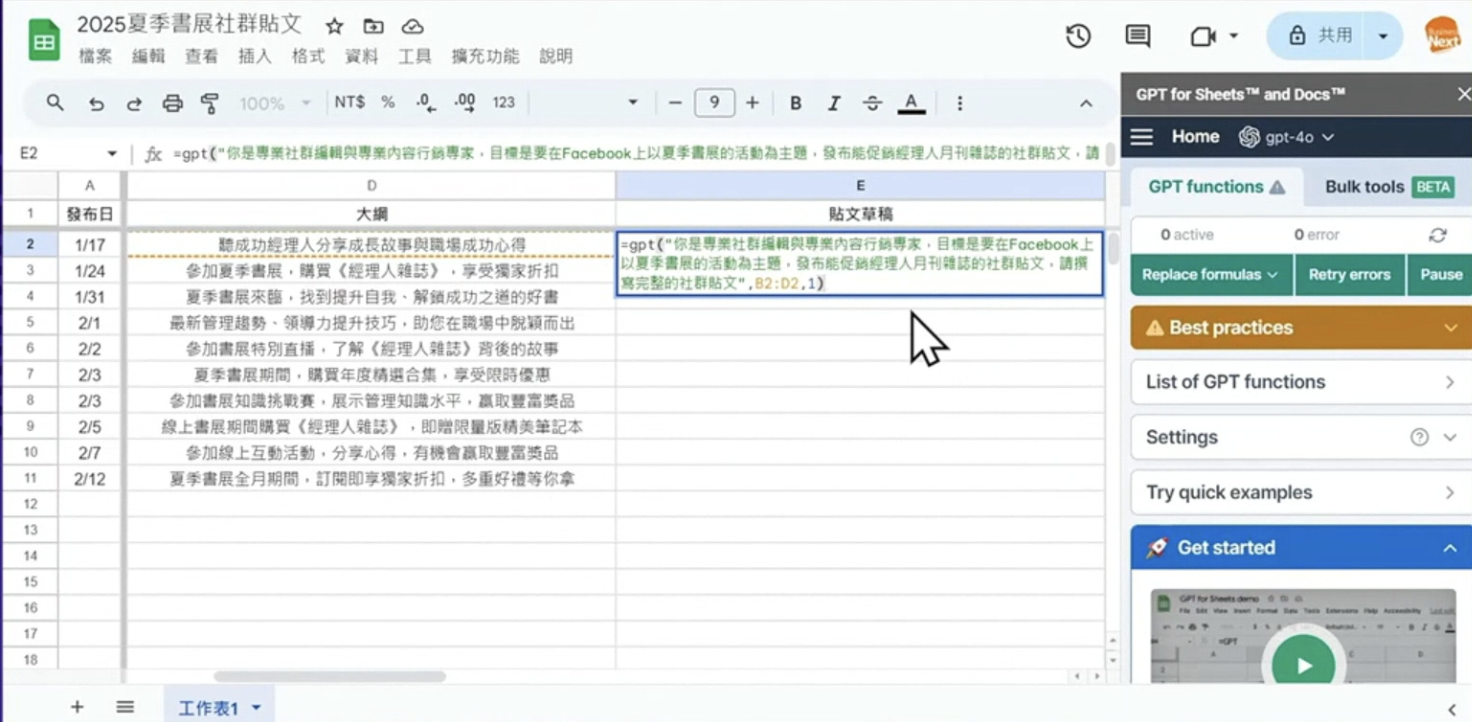 2025夏季書展社群貼文
檔案 編輯 查看 插入 格式 資料 工具 擴充功能 說明
共用
Business Next
100% NT$ % .0 .00 123 9 B I S A
GPT for Sheets™ and Docs™
Home gpt-4o
E2 fx =gpt("你是專業社群編輯與專業內容行銷專家，目標是要在Facebook上以夏季書展的活動為主題，發布能促銷經理人月刊雜誌的社群貼文，請
A D E
1 發布日 大綱 貼文草稿
2 1/17 聽成功經理人分享成長故事與職場成功心得
=gpt("你是專業社群編輯與專業內容行銷專家，目標是要在Facebook上
以夏季書展的活動為主題，發布能促銷經理人月刊雜誌的社群貼文，請撰
寫完整的社群貼文",B2:D2,1)
3 1/24 參加夏季書展，購買《經理人雜誌》，享受獨家折扣
4 1/31 夏季書展來臨，找到提升自我、解鎖成功之道的好書
5 2/1 最新管理趨勢、領導力提升技巧，助您在職場中脫穎而出
6 2/2 參加書展特別直播，了解《經理人雜誌》背後的故事
7 2/3 夏季書展期間，購買年度精選合集，享受限時優惠
8 2/3 參加書展知識挑戰賽，展示管理知識水平，贏取豐富獎品
9 2/5 線上書展期間購買《經理人雜誌》，即贈限量版精美筆記本
10 2/7 參加線上互動活動，分享心得，有機會贏取豐富獎品
11 2/12 夏季書展全月期間，訂閱即享獨家折扣，多重好禮等你拿
12
13
14
15
16
17
18
工作表1
GPT functions Bulk tools BETA
0 active 0 error
Replace formulas Retry errors Pause
Best practices
List of GPT functions
Settings
Try quick examples
Get started
GPT for Sheets demo
File Edit View Insert Format Data Tools Extensions Help Accessibility
=GPT